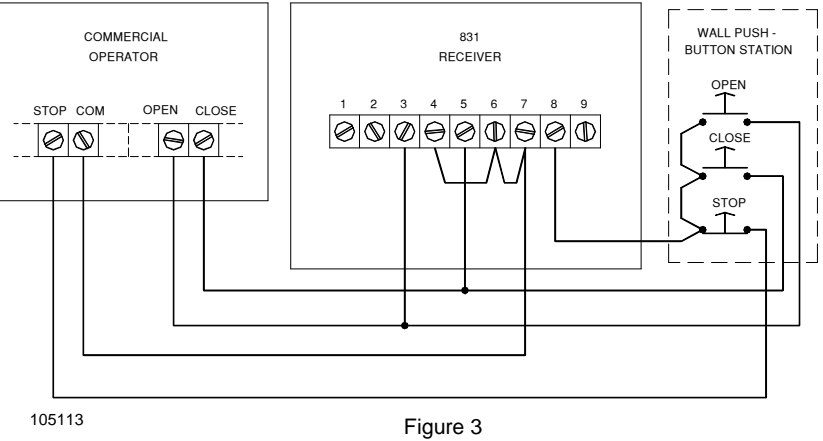 COMMERCIAL
OPERATOR
STOP COM OPEN CLOSE
831
RECEIVER
1 2 3 4 5 6 7 8 9
WALL PUSH -
BUTTON STATION
OPEN
CLOSE
STOP
105113
Figure 3